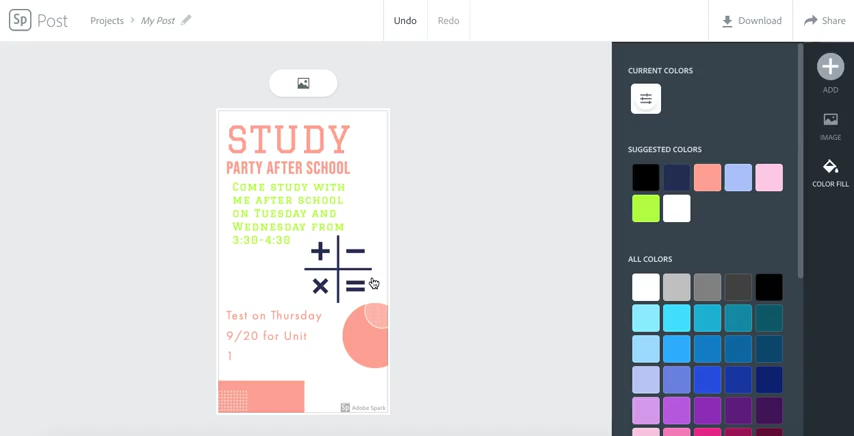 Sp Post
Projects > My Post
Undo
Redo
Download
Share
STUDY
PARTY AFTER SCHOOL
Come study with
me after school
on Tuesday and
Wednesday from
3:30-4:30
+ −
× =
Test on Thursday
9/20 for Unit
1
Sp Adobe Spark
CURRENT COLORS
SUGGESTED COLORS
ALL COLORS
ADD
IMAGE
COLOR FILL